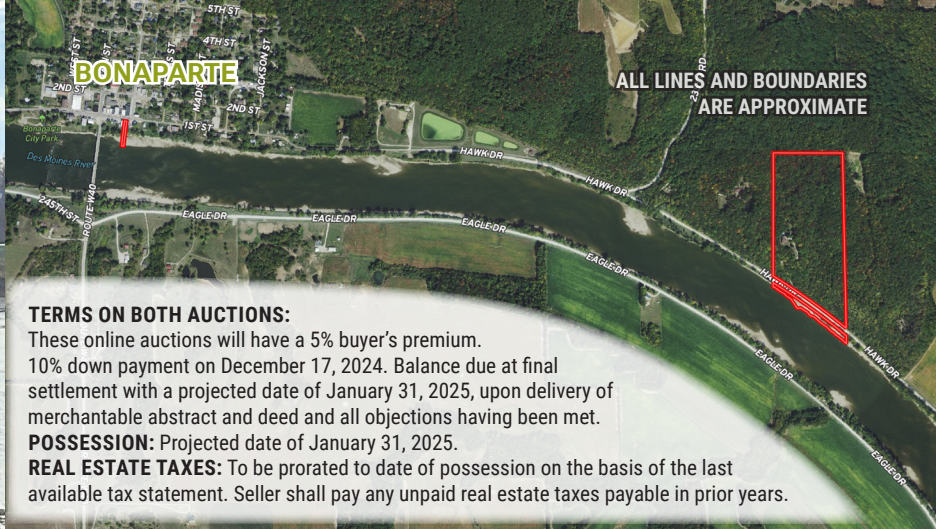 5TH ST
4TH ST
BONAPARTE
2ND ST
JACKSON ST
2ND ST
1ST ST
ALL LINES AND BOUNDARIES
ARE APPROXIMATE
Bonaparte
City Park
Des Moines River
HAWK DR
HAWK DR
245TH ST
ROUTE W40
EAGLE DR
EAGLE DR
EAGLE DR
EAGLE DR
HAWK DR
EAGLE DR
EAGLE DR
TERMS ON BOTH AUCTIONS:
These online auctions will have a 5% buyer's premium.
10% down payment on December 17, 2024. Balance due at final
settlement with a projected date of January 31, 2025, upon delivery of
merchantable abstract and deed and all objections having been met.
POSSESSION: Projected date of January 31, 2025.
REAL ESTATE TAXES: To be prorated to date of possession on the basis of the last
available tax statement. Seller shall pay any unpaid real estate taxes payable in prior years.